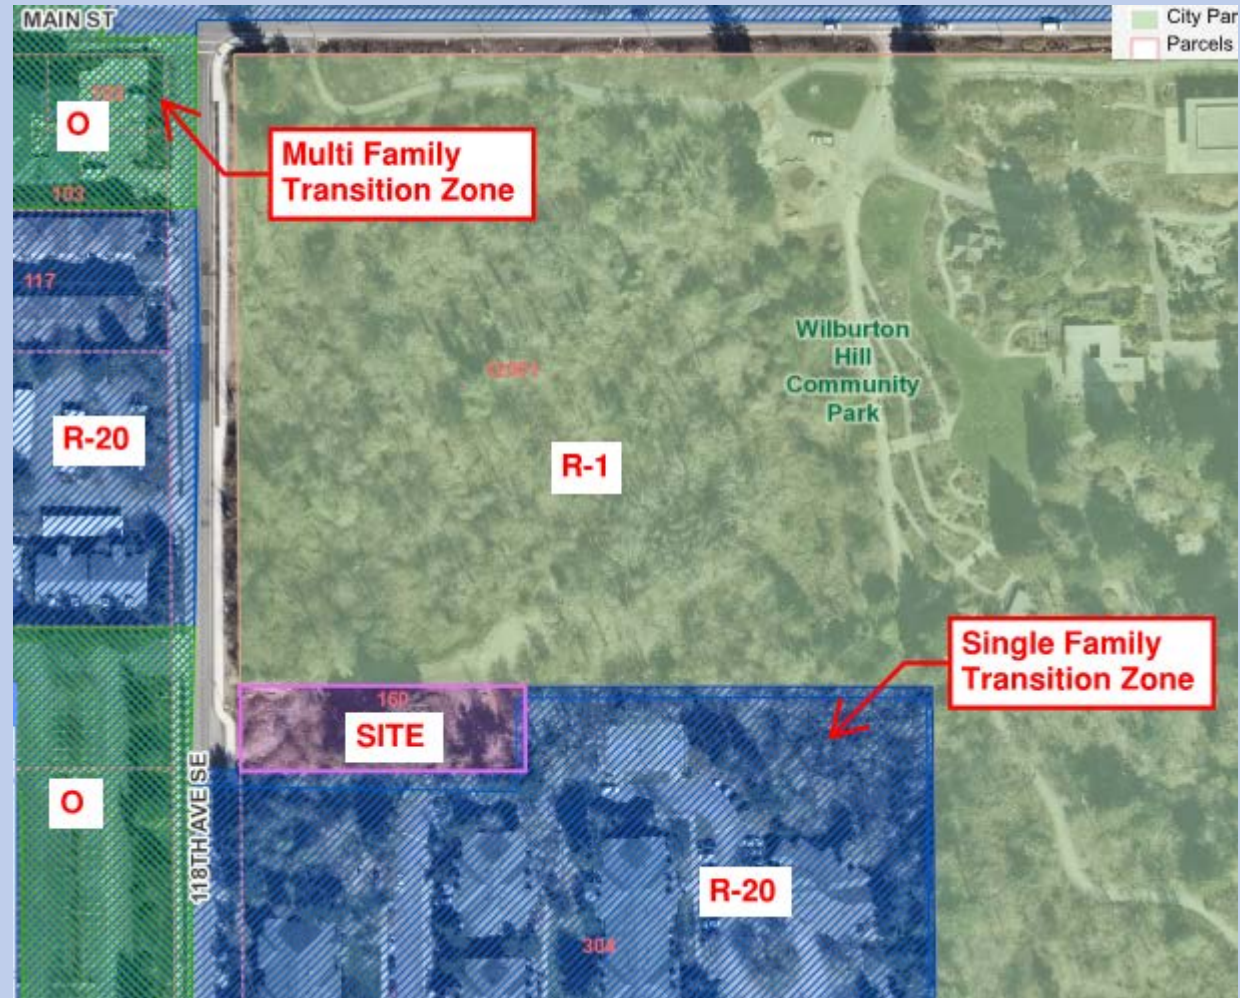 MAIN ST
City Par
Parcels
O
Multi Family
Transition Zone
103
117
R-20
Wilburton
Hill
Community
Park
R-1
Single Family
Transition Zone
160
SITE
O
118TH AVE SE
R-20
304